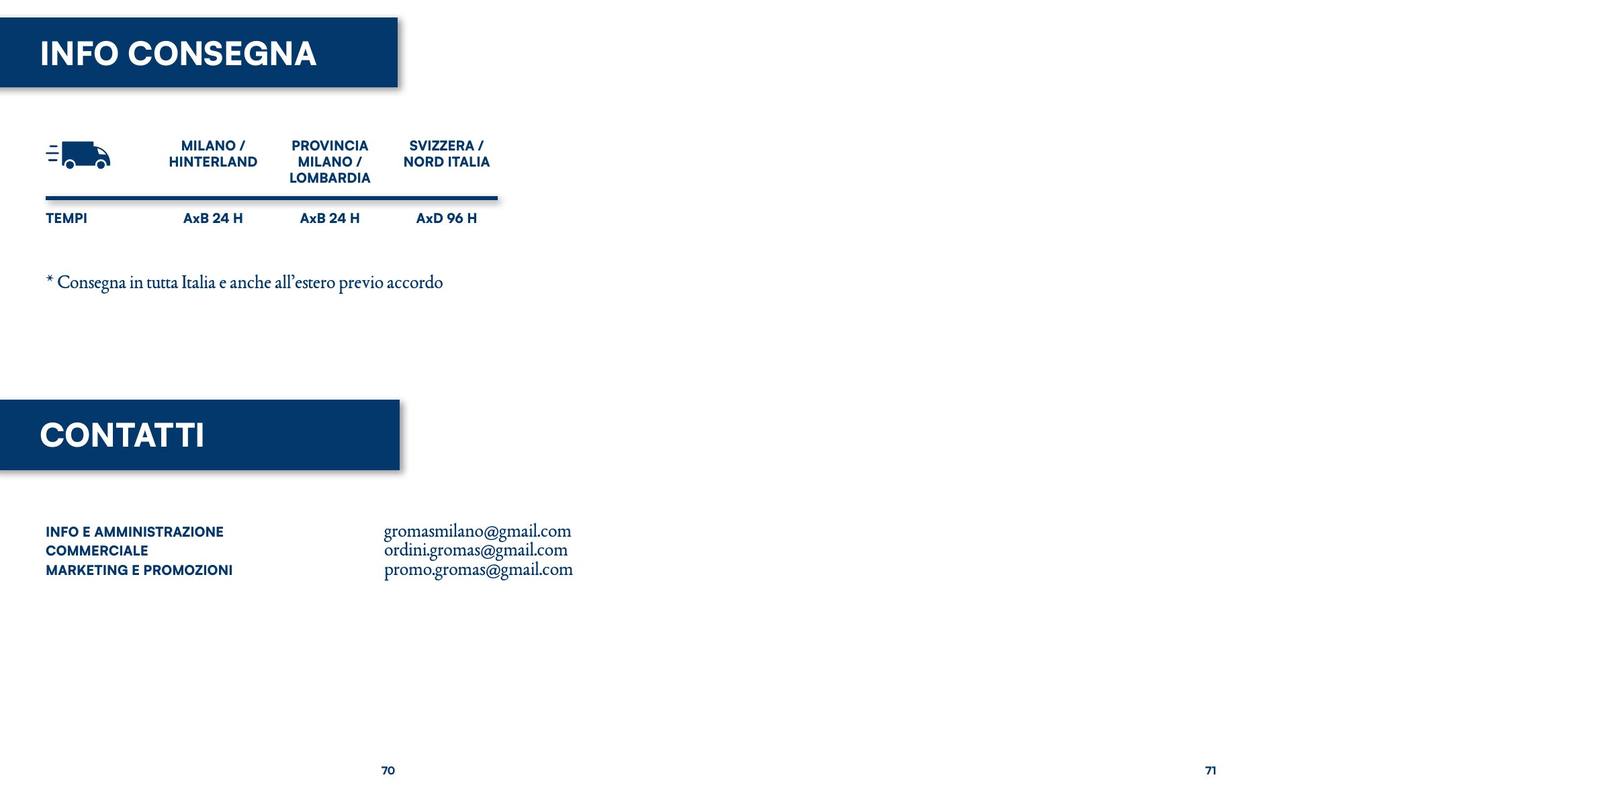 INFO CONSEGNA
MILANO /
HINTERLAND
PROVINCIA
MILANO /
LOMBARDIA
SVIZZERA /
NORD ITALIA
TEMPI AxB 24 H AxB 24 H AxD 96 H
* Consegna in tutta Italia e anche all’estero previo accordo
CONTATTI
INFO E AMMINISTRAZIONE gromasmilano@gmail.com
COMMERCIALE ordini.gromas@gmail.com
MARKETING E PROMOZIONI promo.gromas@gmail.com
70 71